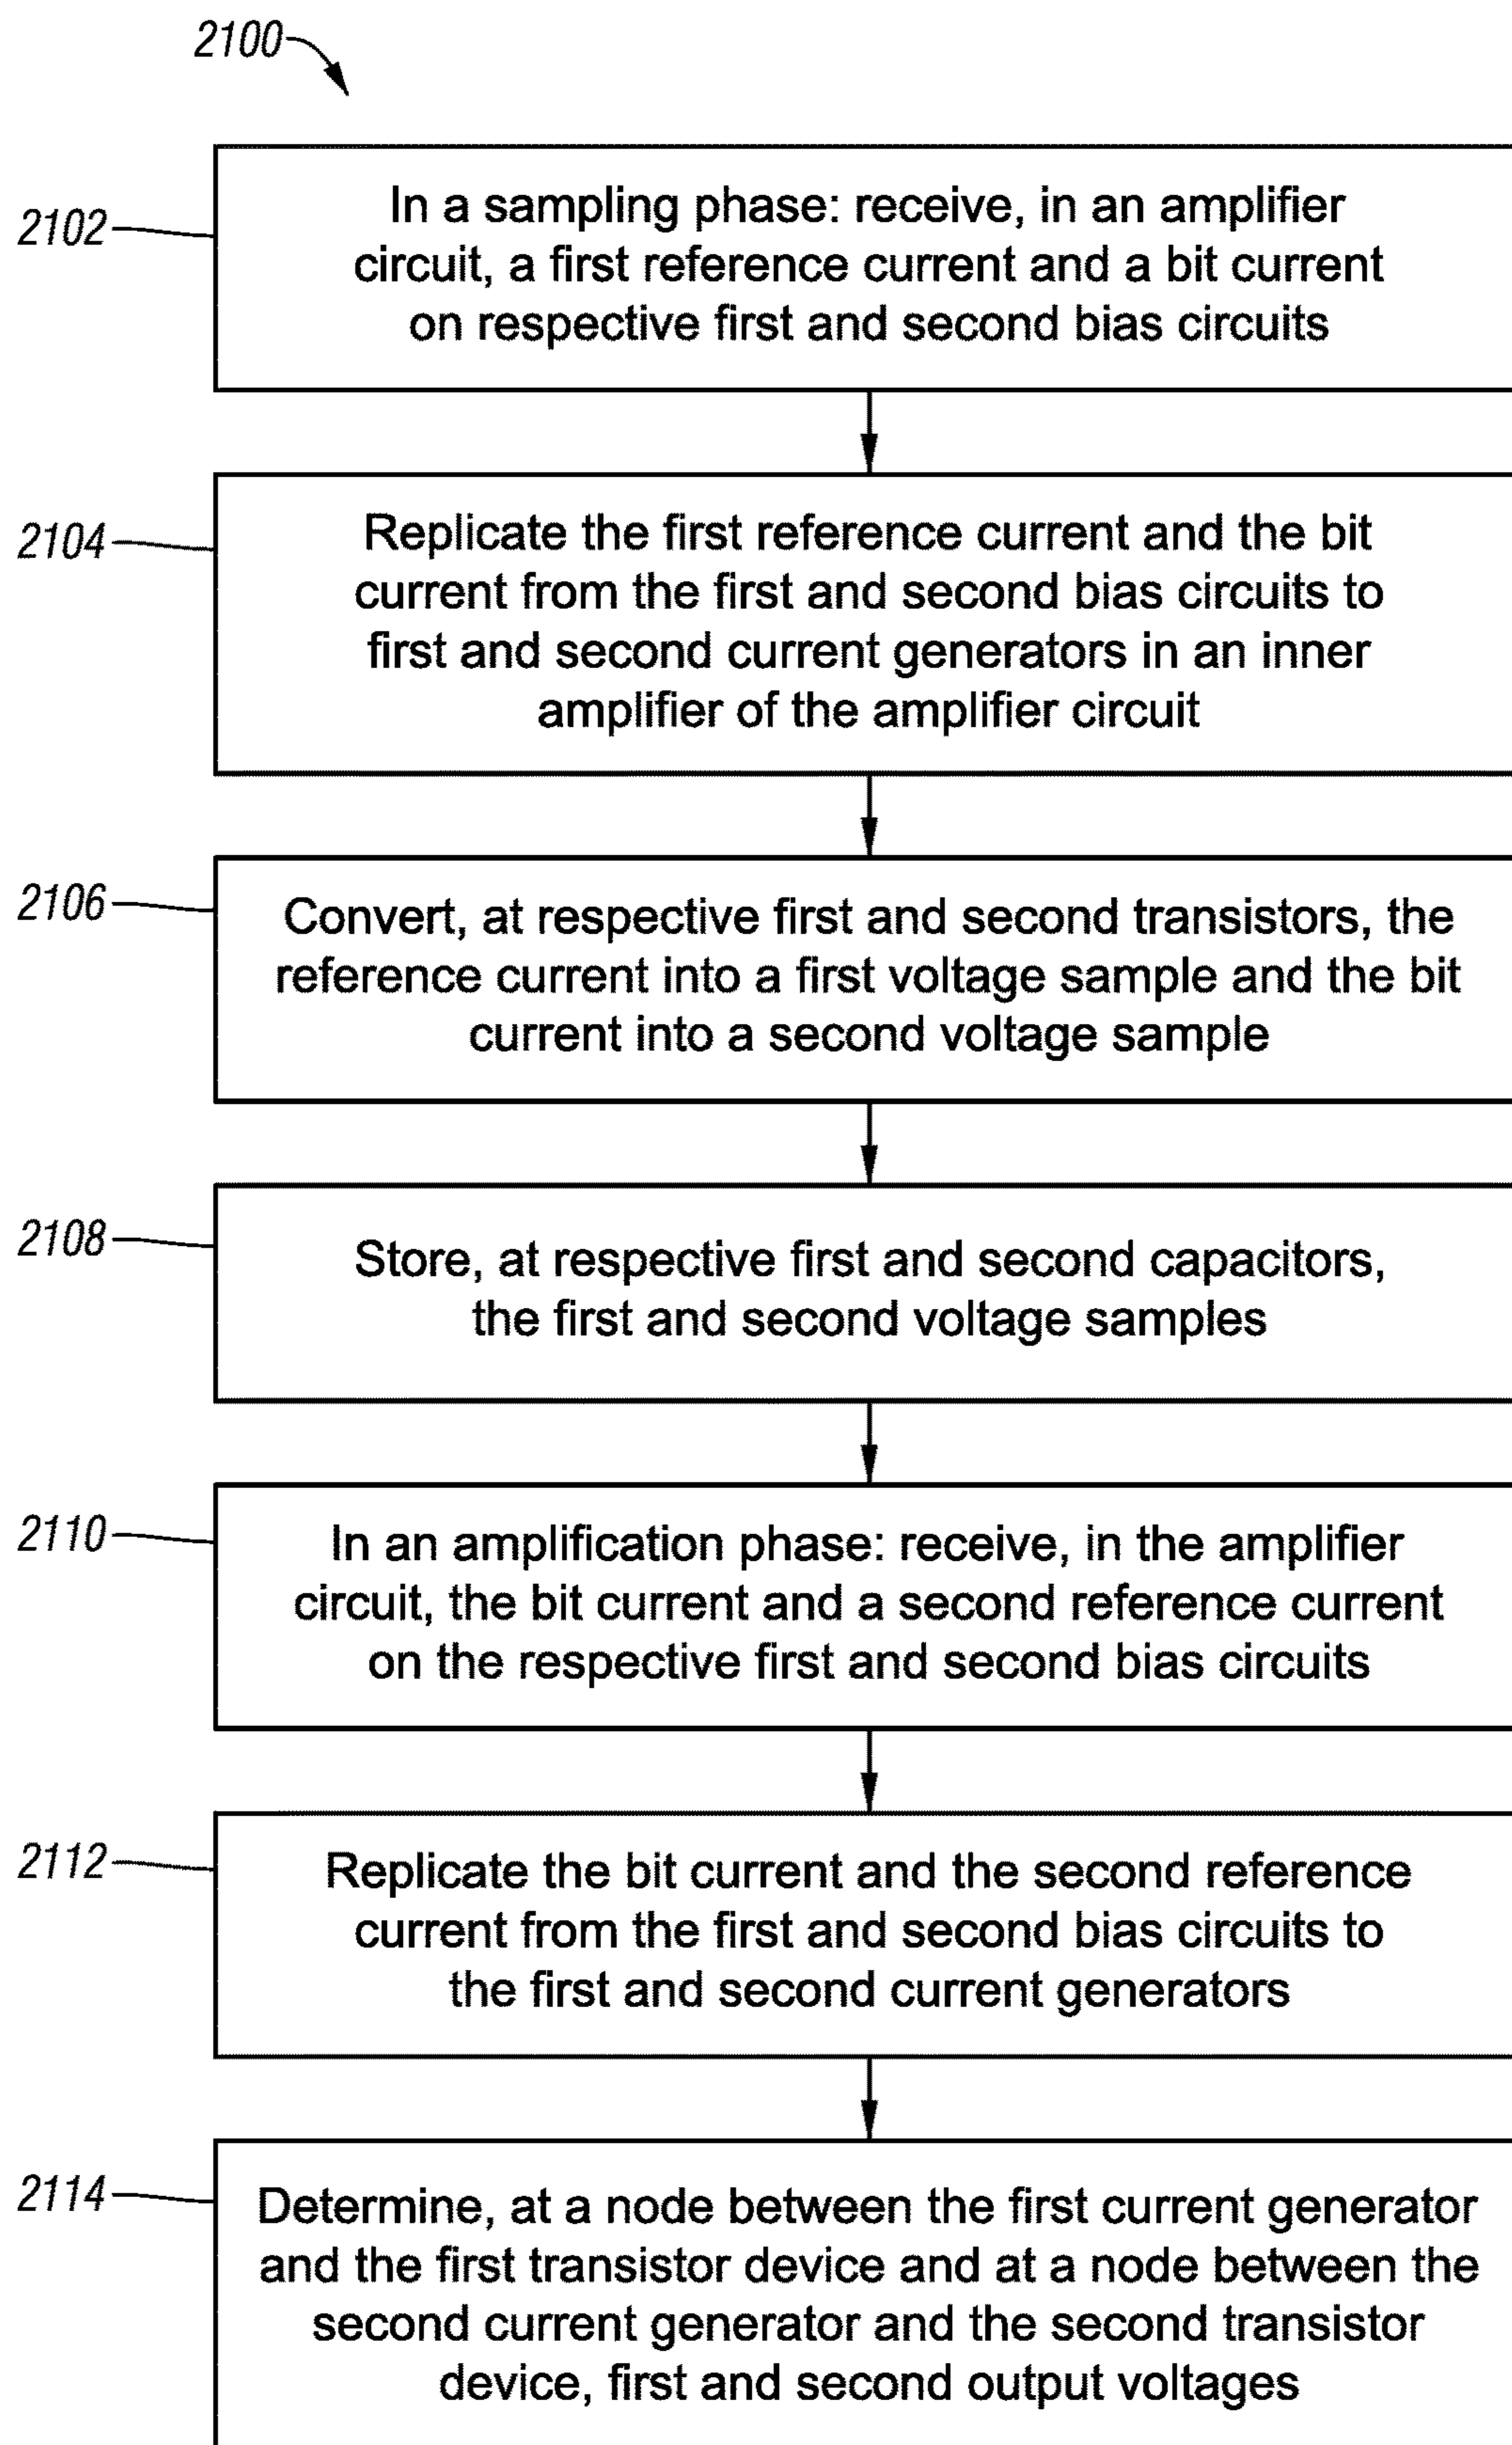 2100
2102
In a sampling phase: receive, in an amplifier
circuit, a first reference current and a bit current
on respective first and second bias circuits
2104
Replicate the first reference current and the bit
current from the first and second bias circuits to
first and second current generators in an inner
amplifier of the amplifier circuit
2106
Convert, at respective first and second transistors, the
reference current into a first voltage sample and the bit
current into a second voltage sample
2108
Store, at respective first and second capacitors,
the first and second voltage samples
2110
In an amplification phase: receive, in the amplifier
circuit, the bit current and a second reference current
on the respective first and second bias circuits
2112
Replicate the bit current and the second reference
current from the first and second bias circuits to
the first and second current generators
2114
Determine, at a node between the first current generator
and the first transistor device and at a node between the
second current generator and the second transistor
device, first and second output voltages